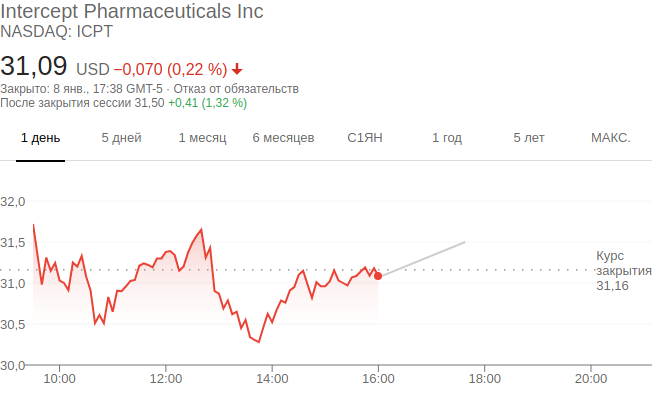 Intercept Pharmaceuticals Inc
NASDAQ: ICPT
31,09 USD −0,070 (0,22 %)
Закрыто: 8 янв., 17:38 GMT-5 · Отказ от обязательств
После закрытия сессии 31,50 +0,41 (1,32 %)
1 день 5 дней 1 месяц 6 месяцев С1ЯН 1 год 5 лет МАКС.
32,0
31,5
Курс
закрытия
31,16
31,0
30,5
30,0
10:00 12:00 14:00 16:00 18:00 20:00